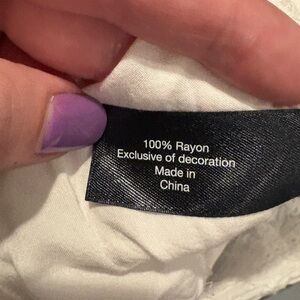 100% Rayon
Exclusive of decoration
Made in
China